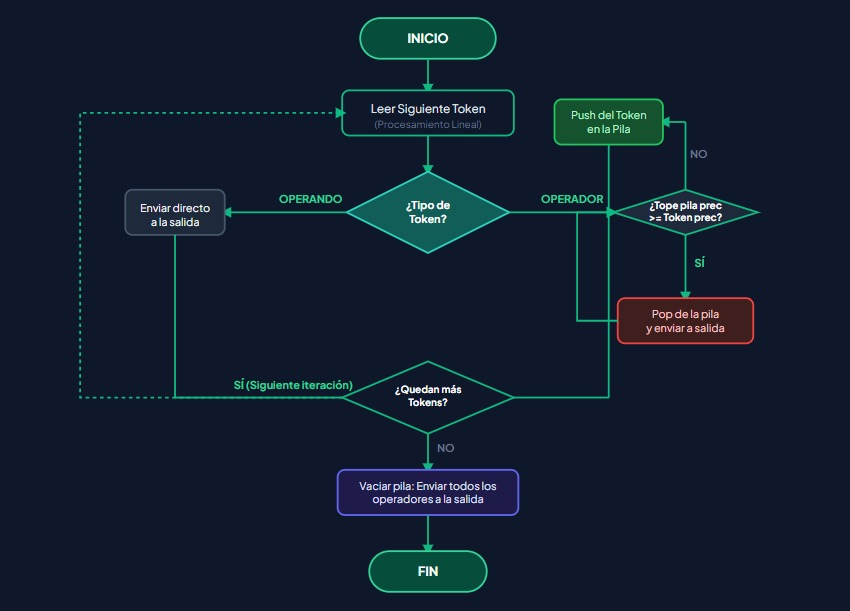 INICIO
Leer Siguiente Token
(Procesamiento Lineal)
Push del Token
en la Pila
NO
OPERANDO
¿Tipo de
Token?
OPERADOR
¿Tope pila prec
>= Token prec?
Enviar directo
a la salida
SÍ
Pop de la pila
y enviar a salida
SÍ (Siguiente iteración)
¿Quedan más
Tokens?
NO
Vaciar pila: Enviar todos los
operadores a la salida
FIN